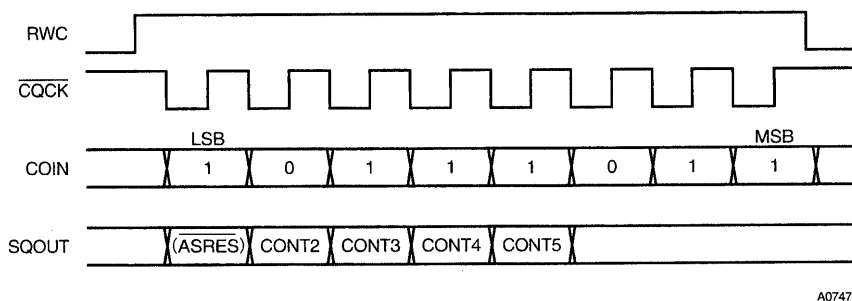 RWC
CQCK
LSB MSB
COIN 1 0 1 1 1 0 1 1
SQOUT (ASRES) CONT2 CONT3 CONT4 CONT5
A0747